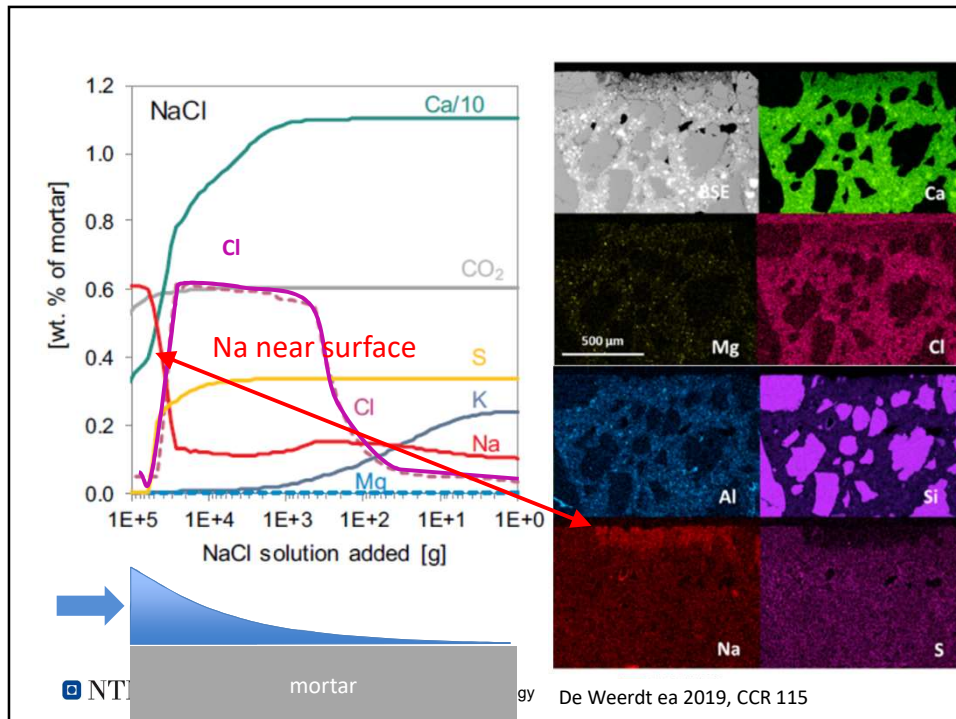 NaCl
Ca/10
Cl
CO₂
Na near surface
S
Cl
K
Na
Mg
1.2
1.0
0.8
0.6
0.4
0.2
0.0
[wt. % of mortar]
1E+5 1E+4 1E+3 1E+2 1E+1 1E+0
NaCl solution added [g]
mortar
BSE
Ca
500 µm
Mg
Cl
Al
Si
Na
S
gy
De Weerdt ea 2019, CCR 115